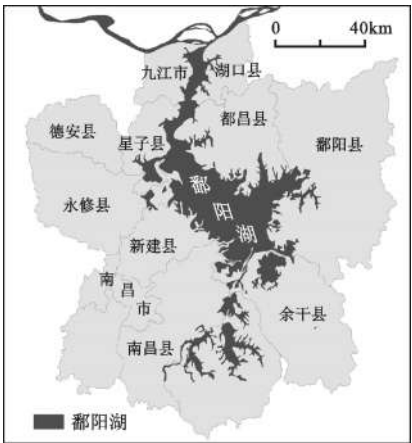 0 40km
九江市
湖口县
德安县
星子县
都昌县
鄱阳县
永修县
鄱阳湖
新建县
南昌市
余干县
南昌县
鄱阳湖